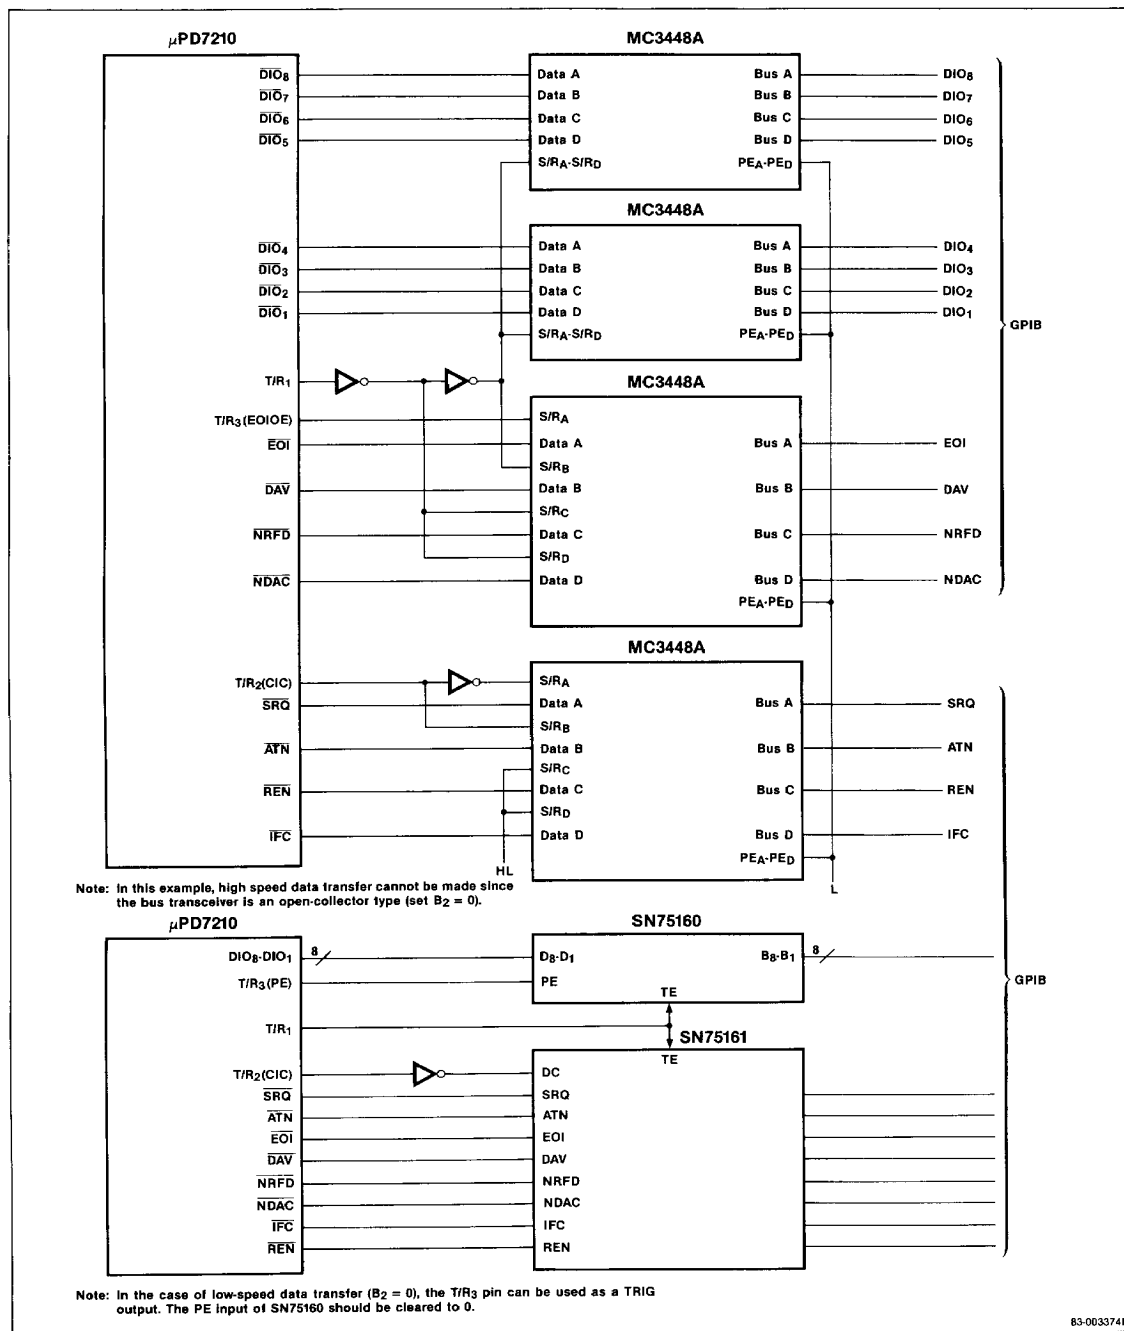 μPD7210
MC3448A
DIO8
Data A
Bus A
DIO8
DIO7
Data B
Bus B
DIO7
DIO6
Data C
Bus C
DIO6
DIO5
Data D
Bus D
DIO5
S/RA-S/RD
PEA-PED
MC3448A
DIO4
Data A
Bus A
DIO4
DIO3
Data B
Bus B
DIO3
DIO2
Data C
Bus C
DIO2
DIO1
Data D
Bus D
DIO1
S/RA-S/RD
PEA-PED
GPIB
MC3448A
T/R1
T/R3(EOIOE)
S/RA
EOI
Data A
Bus A
EOI
S/RB
DAV
Data B
Bus B
DAV
S/RC
NRFD
Data C
Bus C
NRFD
S/RD
NDAC
Data D
Bus D
NDAC
PEA-PED
MC3448A
T/R2(CIC)
S/RA
SRQ
Data A
Bus A
SRQ
S/RB
ATN
Data B
Bus B
ATN
S/RC
REN
Data C
Bus C
REN
S/RD
IFC
Data D
Bus D
IFC
PEA-PED
HL
L
Note: In this example, high speed data transfer cannot be made since
the bus transceiver is an open-collector type (set B2 = 0).
μPD7210
SN75160
DIO8-DIO1
8
D8-D1
B8-B1
8
T/R3(PE)
PE
TE
GPIB
T/R1
SN75161
TE
T/R2(CIC)
DC
SRQ
SRQ
ATN
ATN
EOI
EOI
DAV
DAV
NRFD
NRFD
NDAC
NDAC
IFC
IFC
REN
REN
Note: In the case of low-speed data transfer (B2 = 0), the T/R3 pin can be used as a TRIG
output. The PE input of SN75160 should be cleared to 0.